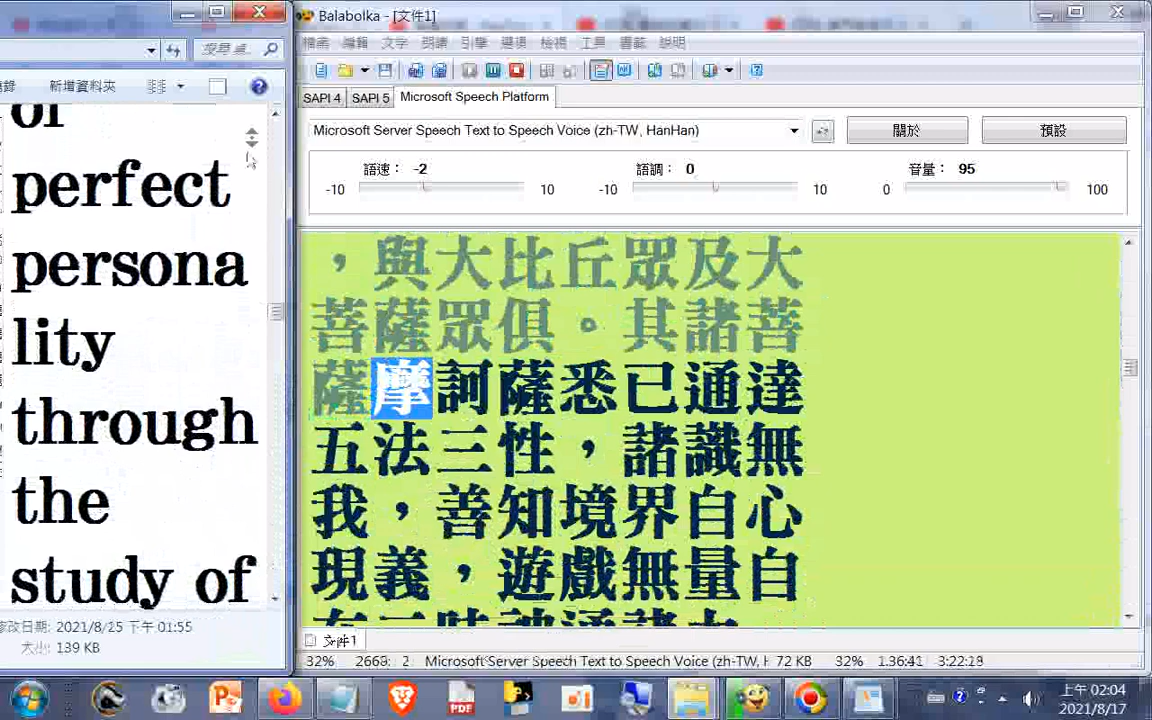 Balabolka - [文件1]
搜尋桌
檔案 編輯 文字 朗讀 引擎 選項 檢視 工具 書籤 說明
新增資料夾
SAPI 4 SAPI 5 Microsoft Speech Platform
Microsoft Server Speech Text to Speech Voice (zh-TW, HanHan)
關於
預設
語速： -2
-10
10
語調： 0
-10
10
音量： 95
0
100
of
perfect
persona
lity
through
the
study of
，與大比丘眾及大
菩薩眾俱。其諸菩
薩摩訶薩悉已通達
五法三性，諸識無
我，善知境界自心
現義，遊戲無量自
修改日期: 2021/8/25 下午 01:55
大小: 139 KB
文件1
32% 2668: 2 Microsoft Server Speech Text to Speech Voice (zh-TW, H 72 KB 32% 1:36:41 3:22:18
上午 02:04
2021/8/17